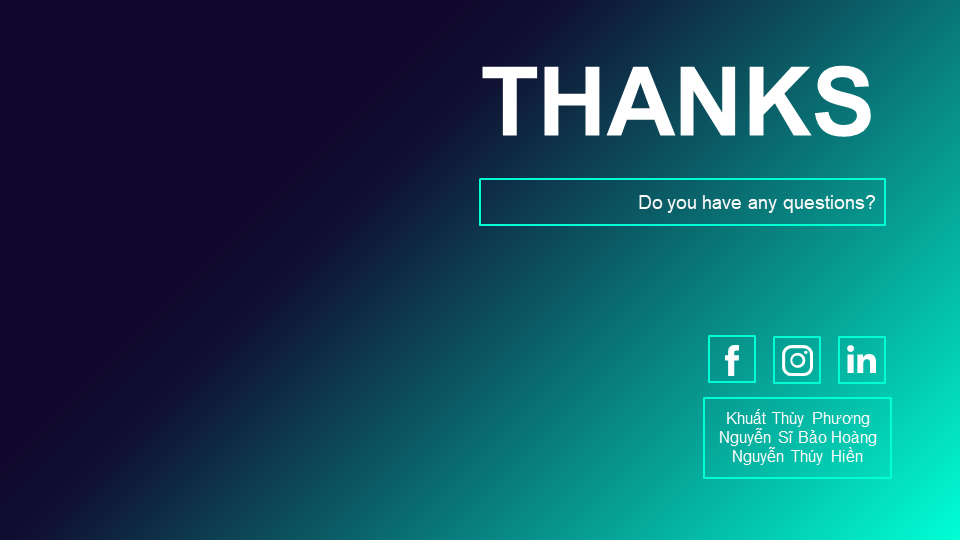 THANKS
Do you have any questions?
Khuất Thùy Phương
Nguyễn Sĩ Bảo Hoàng
Nguyễn Thúy Hiền